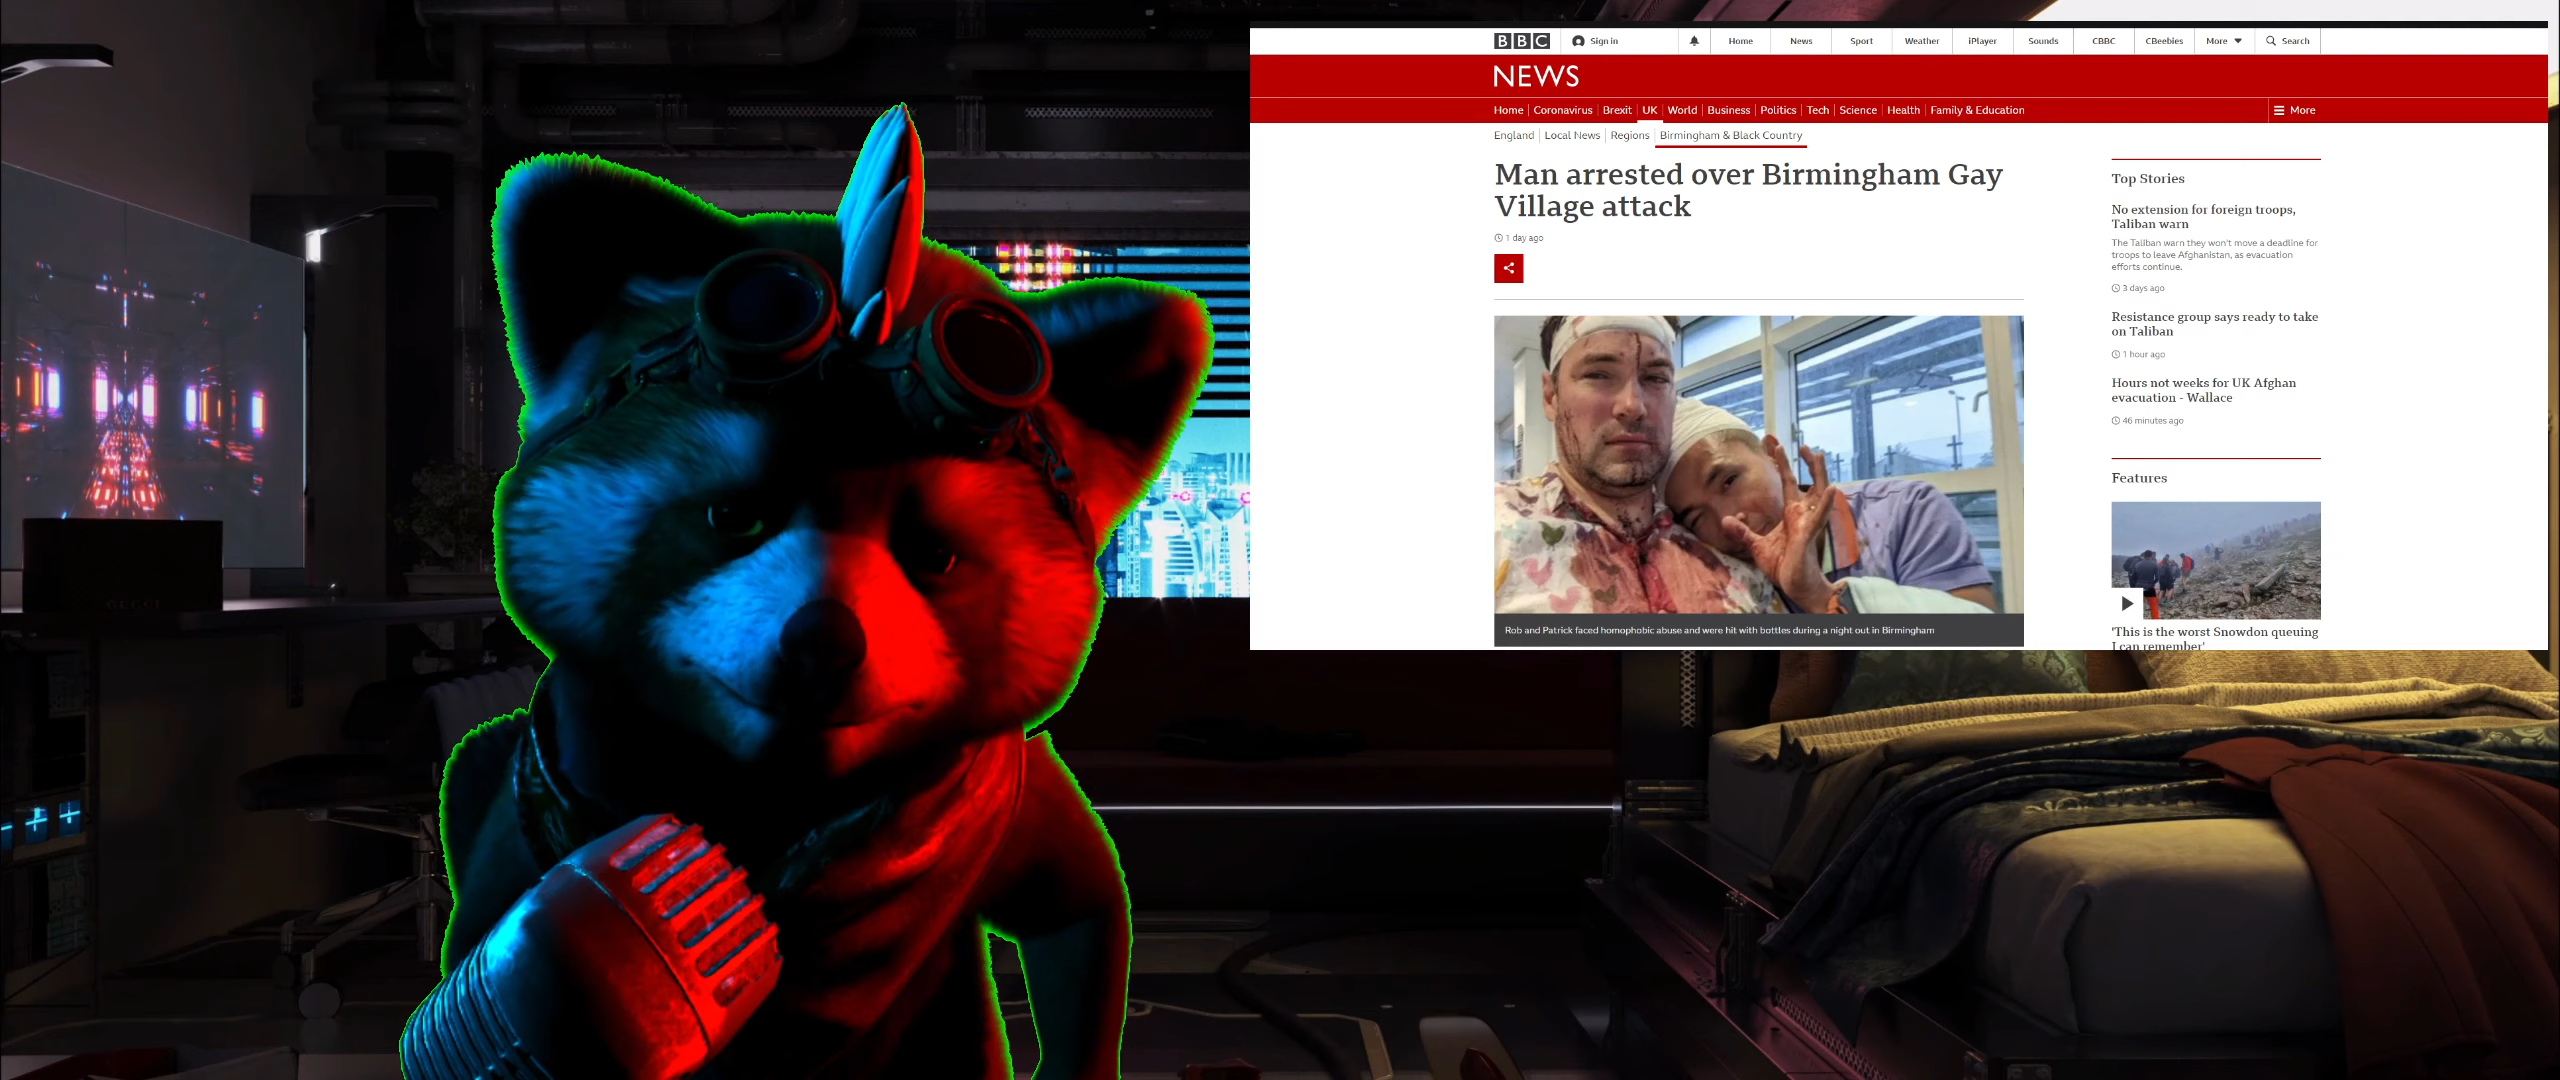 BBC
Sign in
Home
News
Sport
Weather
iPlayer
Sounds
CBBC
CBeebies
More
Search
NEWS
Home
Coronavirus
Brexit
UK
World
Business
Politics
Tech
Science
Health
Family & Education
More
England
Local News
Regions
Birmingham & Black Country
Man arrested over Birmingham Gay
Village attack
1 day ago
Rob and Patrick faced homophobic abuse and were hit with bottles during a night out in Birmingham
Top Stories
No extension for foreign troops,
Taliban warn
The Taliban warn they won't move a deadline for
troops to leave Afghanistan, as evacuation
efforts continue.
3 days ago
Resistance group says ready to take
on Taliban
1 hour ago
Hours not weeks for UK Afghan
evacuation - Wallace
46 minutes ago
Features
'This is the worst Snowdon queuing
I can remember'
GUCCI